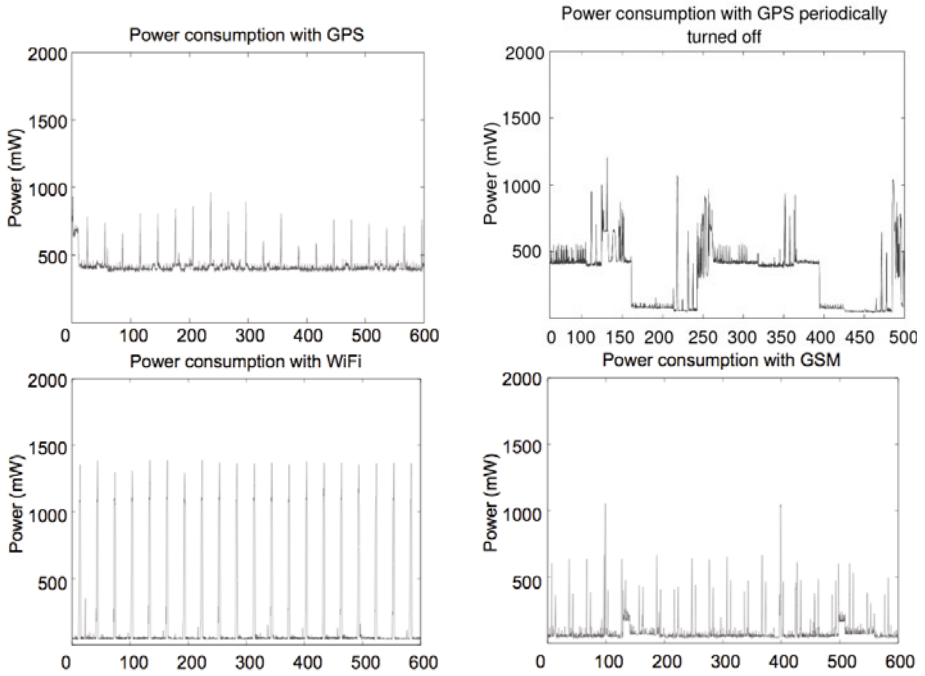 Power consumption with GPS
2000
1500
1000
500
Power (mW)
0 100 200 300 400 500 600
Power consumption with GPS periodically
turned off
2000
1500
1000
500
Power (mW)
0 100 150 200 250 300 350 400 450 500
Power consumption with WiFi
2000
1500
1000
500
Power (mW)
0 100 200 300 400 500 600
Power consumption with GSM
2000
1500
1000
500
Power (mW)
0 100 200 300 400 500 600